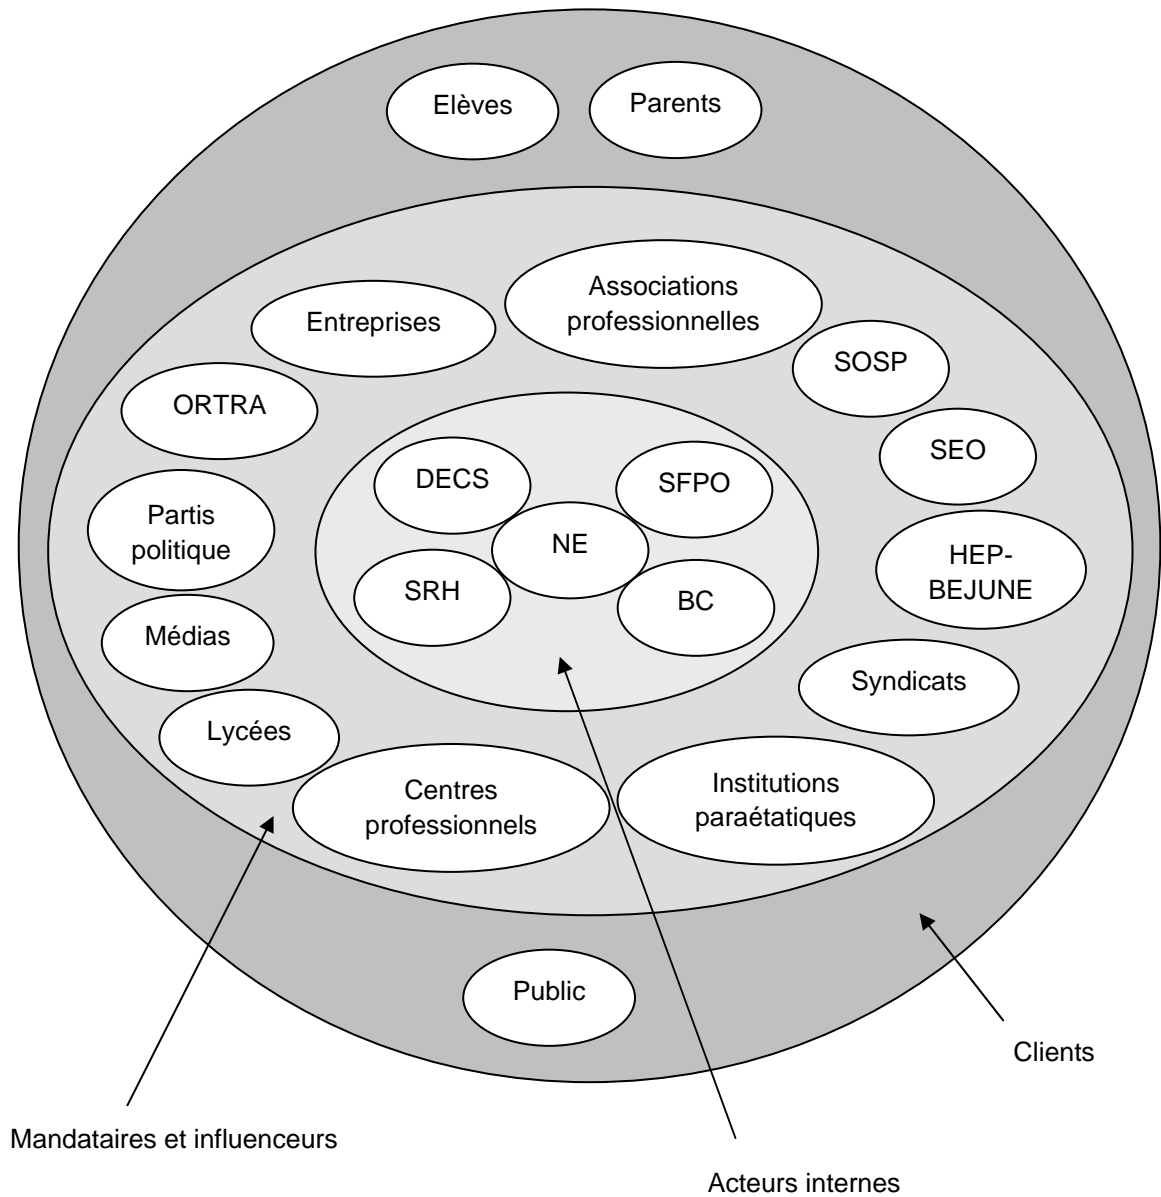 Elèves
Parents
Associations
professionnelles
Entreprises
SOSP
ORTRA
SEO
DECS
SFPO
Partis
politique
NE
HEP-
BEJUNE
SRH
BC
Médias
Syndicats
Lycées
Centres
professionnels
Institutions
paraétatiques
Public
Clients
Mandataires et influenceurs
Acteurs internes